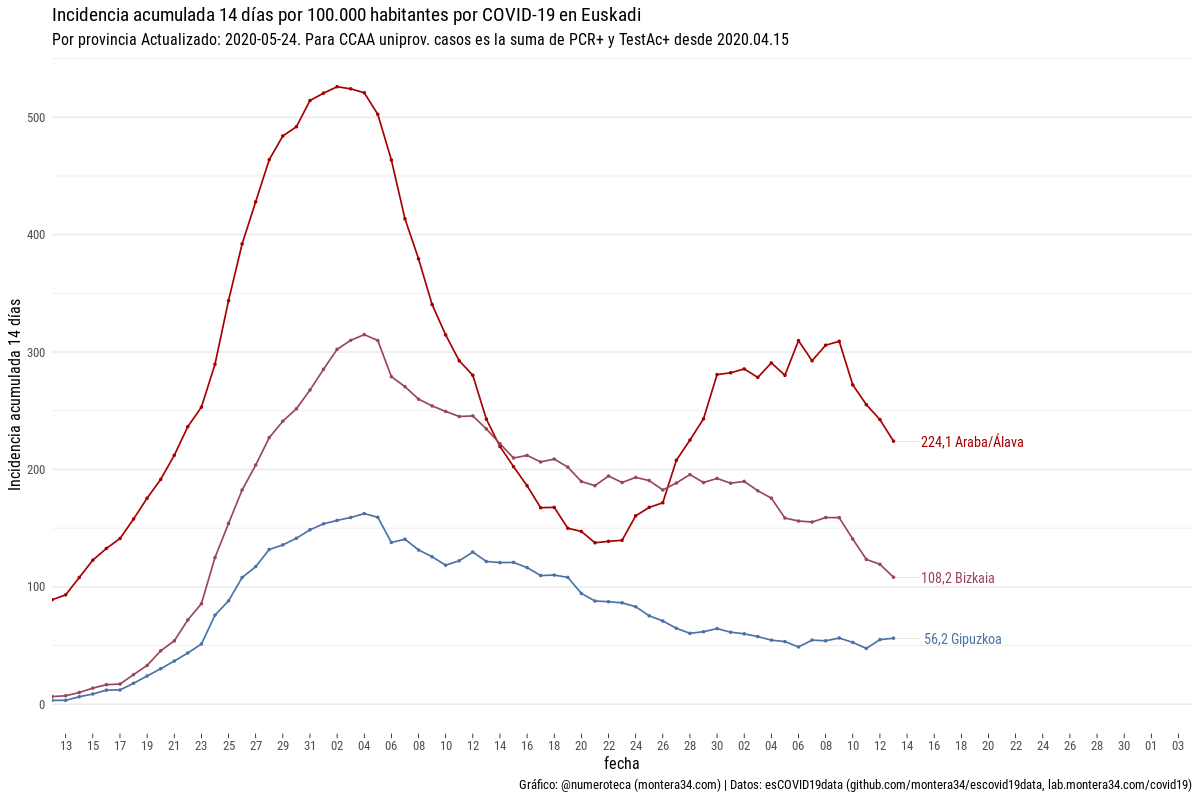 Incidencia acumulada 14 días por 100.000 habitantes por COVID-19 en Euskadi
Por provincia Actualizado: 2020-05-24. Para CCAA uniprov. casos es la suma de PCR+ y TestAc+ desde 2020.04.15
Incidencia acumulada 14 días
500
400
300
200
100
0
224,1 Araba/Álava
108,2 Bizkaia
56,2 Gipuzkoa
13 15 17 19 21 23 25 27 29 31 02 04 06 08 10 12 14 16 18 20 22 24 26 28 30 02 04 06 08 10 12 14 16 18 20 22 24 26 28 30 01 03
fecha
Gráfico: @numeroteca (montera34.com) | Datos: esCOVID19data (github.com/montera34/escovid19data, lab.montera34.com/covid19)